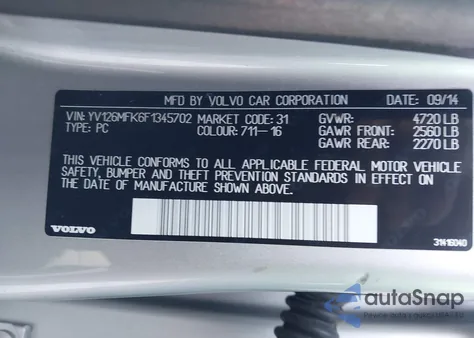 MFD BY VOLVO CAR CORPORATION DATE: 09/14
VIN: YV126MFK6F1345702 MARKET CODE: 31 GVWR: 4720 LB
TYPE: PC COLOUR: 711-16 GAWR FRONT: 2560 LB
GAWR REAR: 2270 LB
THIS VEHICLE CONFORMS TO ALL APPLICABLE FEDERAL MOTOR VEHICLE
SAFETY, BUMPER AND THEFT PREVENTION STANDARDS IN EFFECT ON THE
DATE OF MANUFACTURE SHOWN ABOVE.
VOLVO 31416040
autaSnap